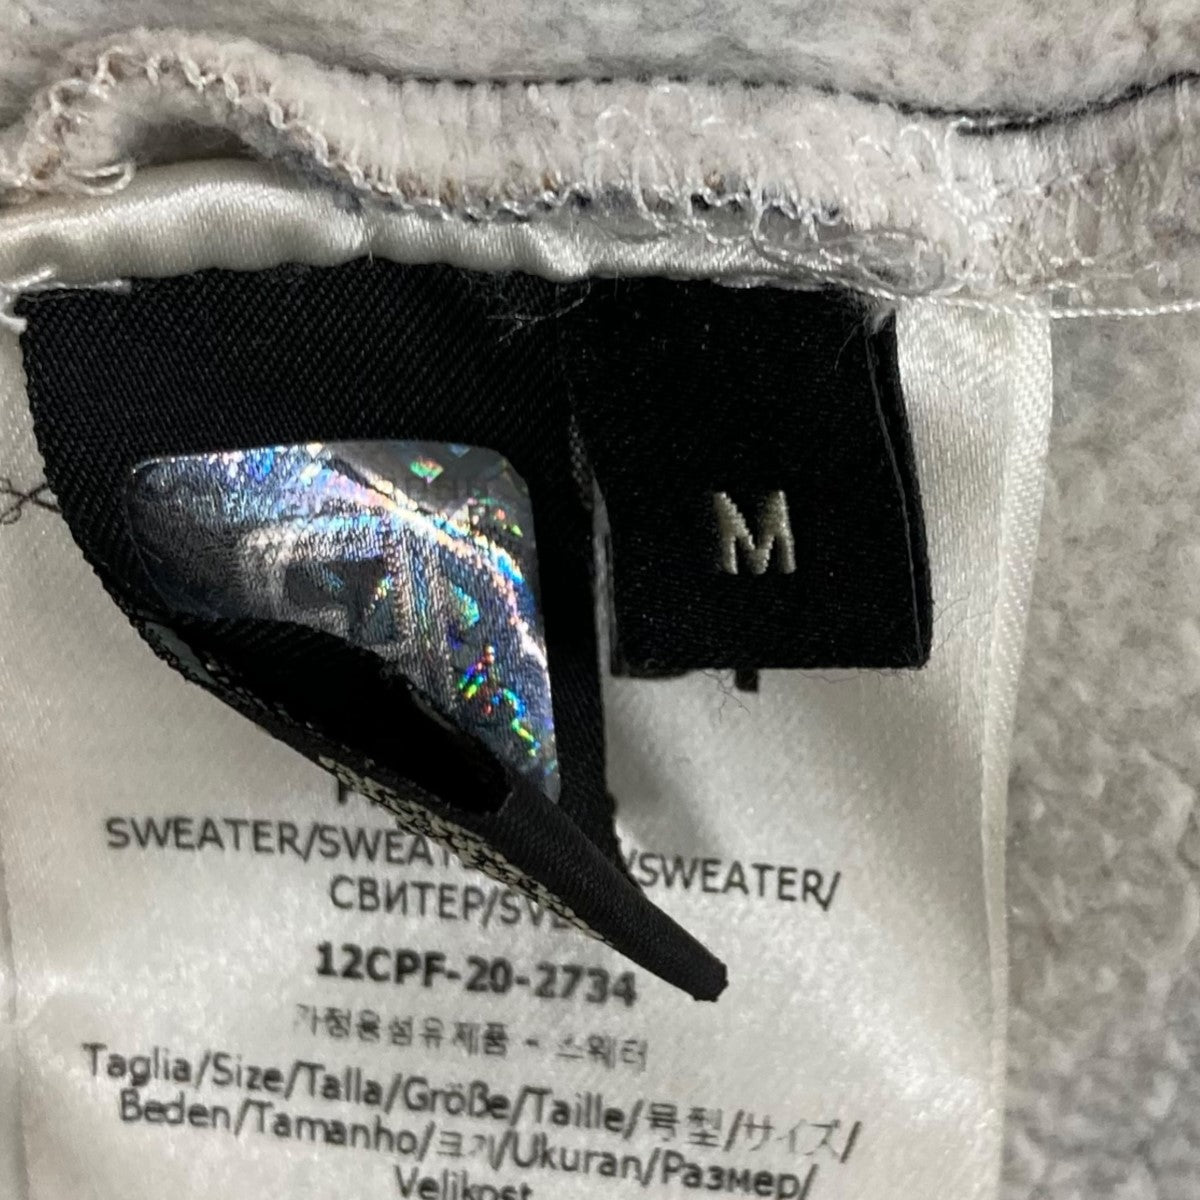 M
SWEATER/SWEAT /SWEATER/
СВИТЕР/SV
12CPF-20-2734
가정용섬유제품 - 스웨터
Taglia/Size/Talla/Größe/Taille/号型/サイズ/
Beden/Tamanho/크기/Ukuran/Размер/
Velikost